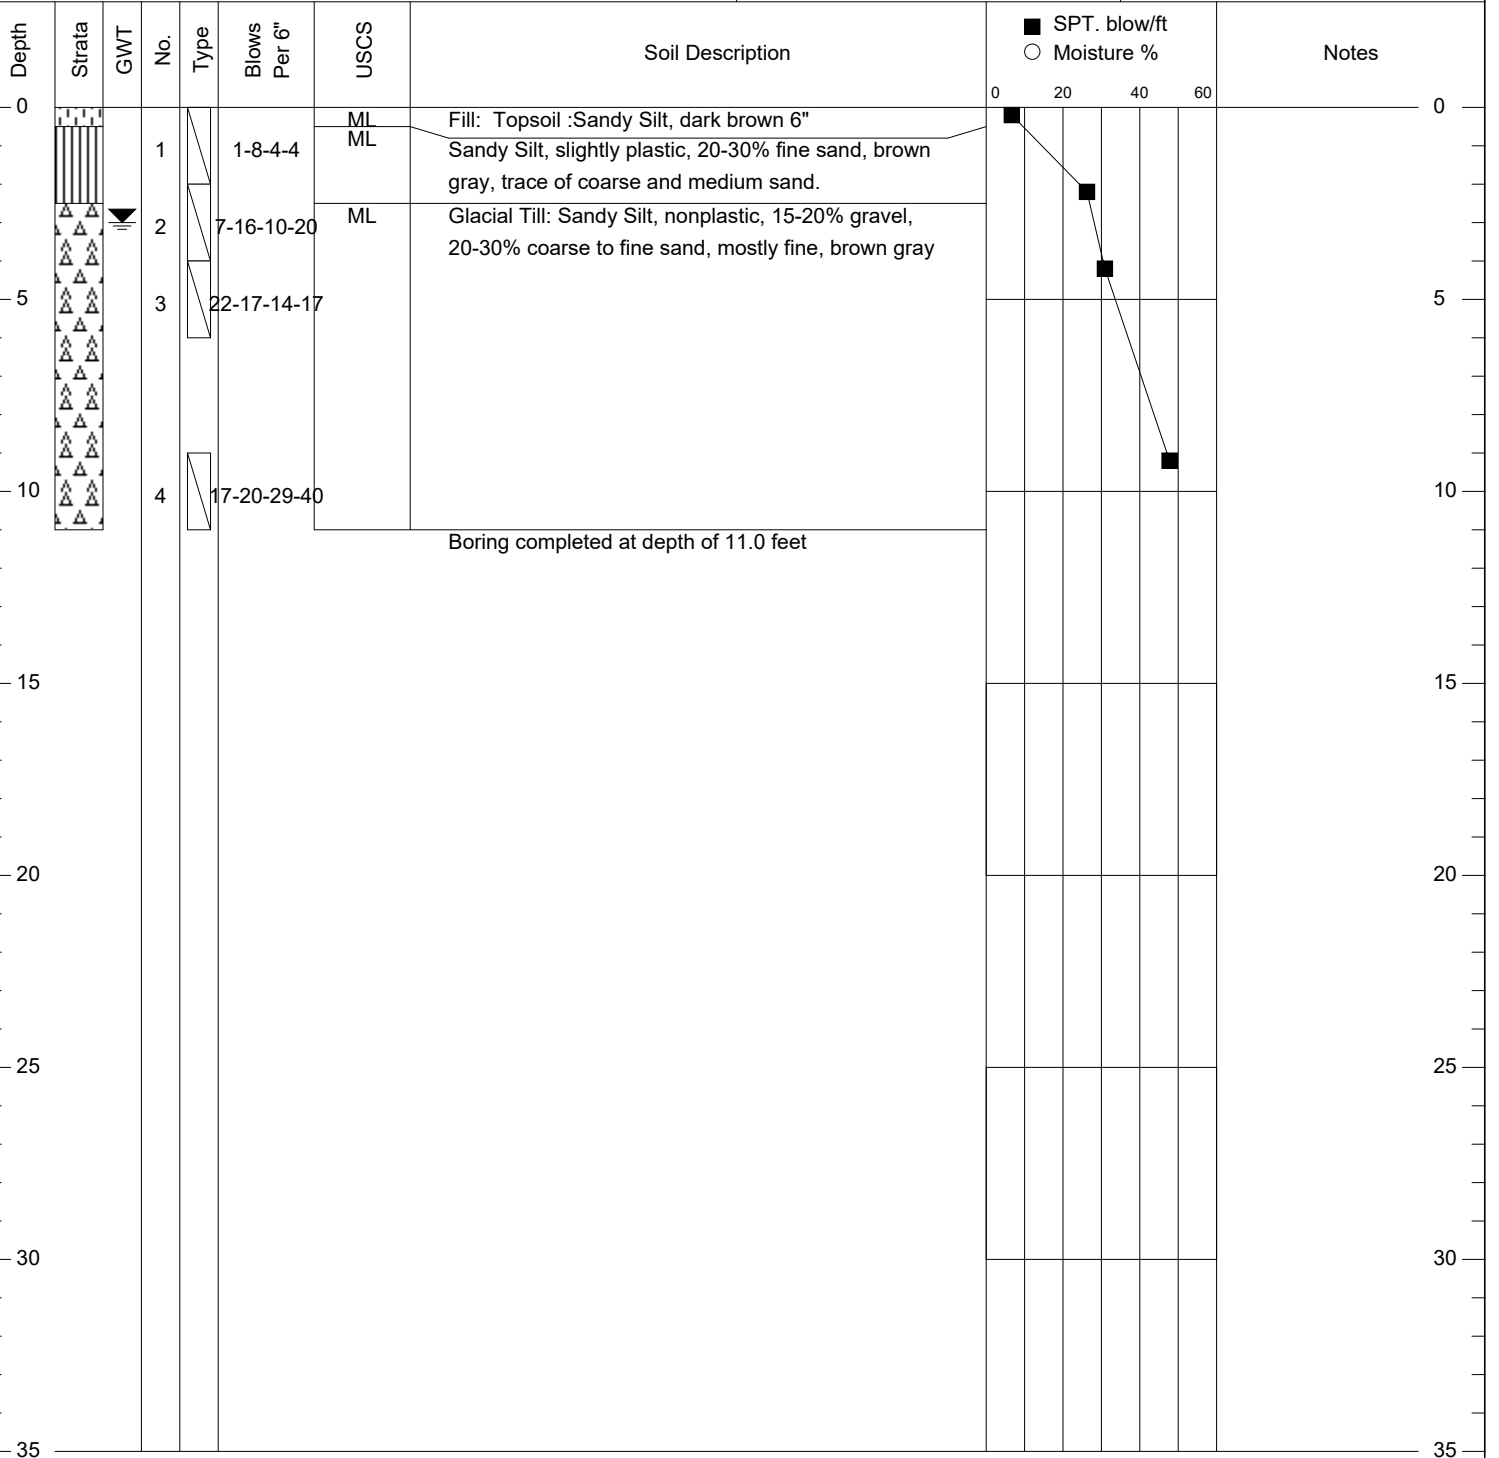 Depth
Strata
GWT
No.
Type
Blows
Per 6"
USCS
Soil Description
SPT. blow/ft
Moisture %
Notes
0 20 40 60
0 0
ML Fill: Topsoil :Sandy Silt, dark brown 6"
ML Sandy Silt, slightly plastic, 20-30% fine sand, brown
1 1-8-4-4
gray, trace of coarse and medium sand.
ML Glacial Till: Sandy Silt, nonplastic, 15-20% gravel,
2 7-16-10-20
20-30% coarse to fine sand, mostly fine, brown gray
5 5
3 22-17-14-17
10 10
4 17-20-29-40
Boring completed at depth of 11.0 feet
15 15
20 20
25 25
30 30
35 35